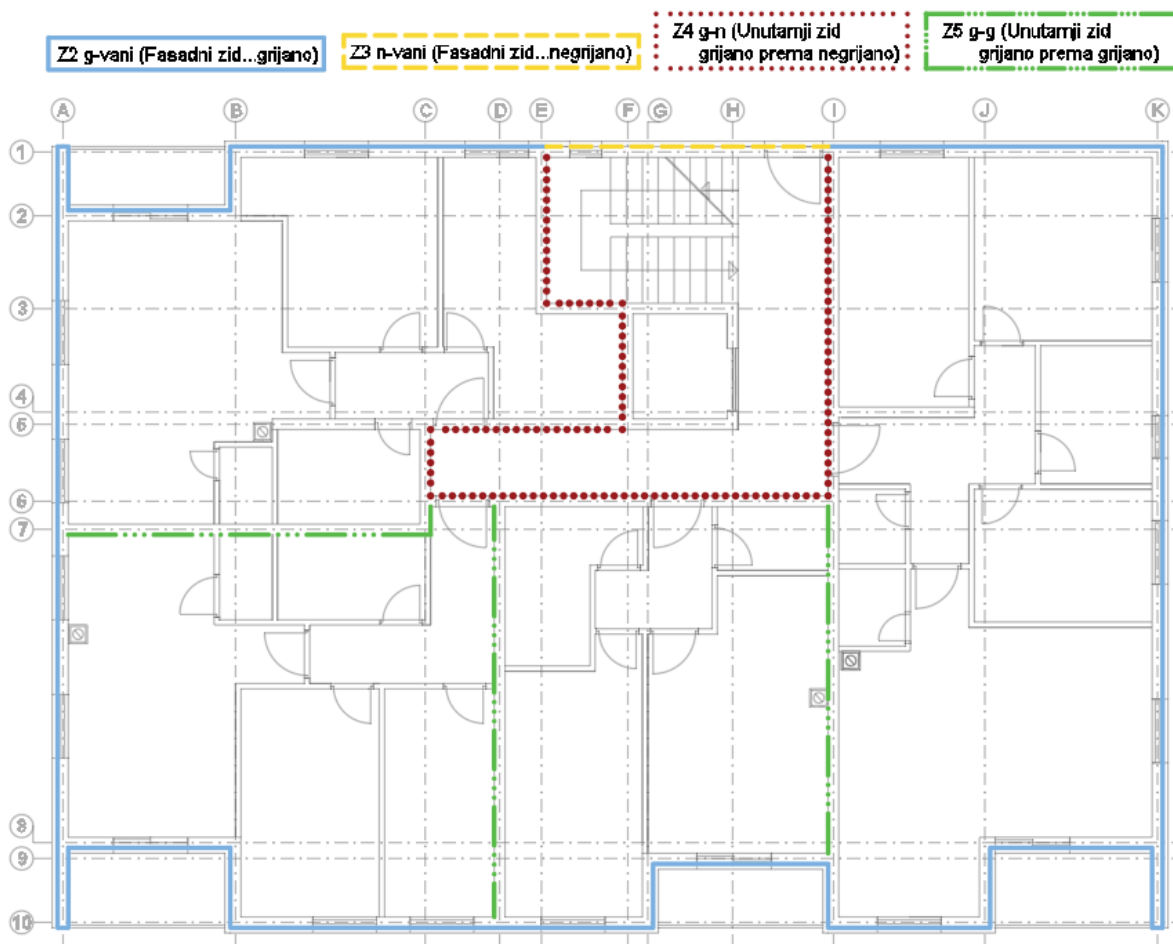 Z2 g-vani (Fasadni zid...grijano)
Z3 n-vani (Fasadni zid...negrijano)
Z4 g-n (Unutarnji zid
grijano prema negrijano)
Z5 g-g (Unutarnji zid
grijano prema grijano)
A B C D E F G H I J K
1
2
3
4
5
6
7
8
9
10